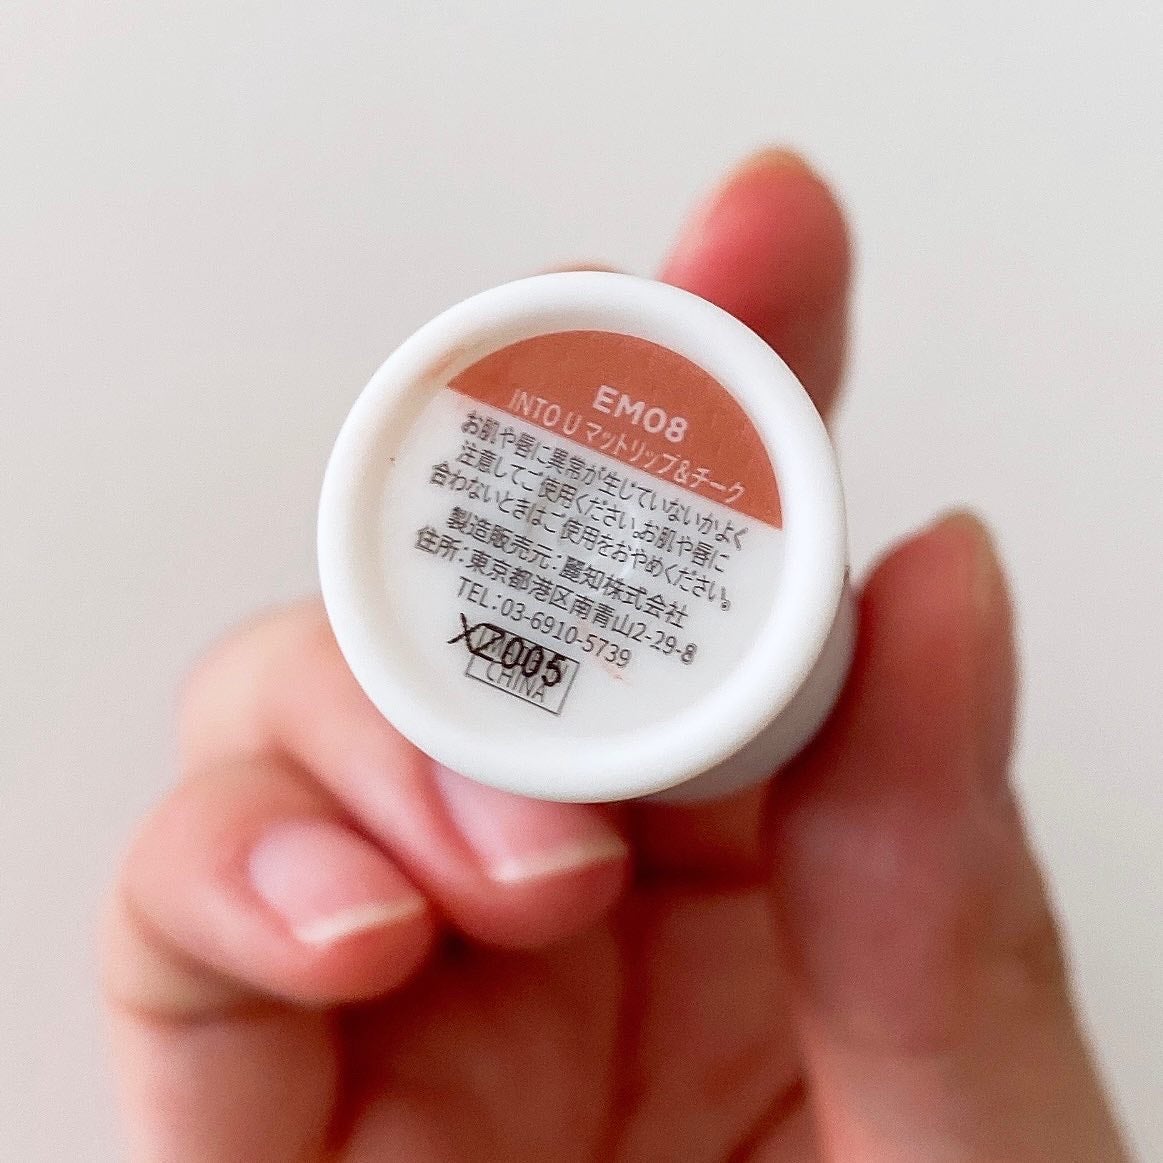 EM08
INTO U マットリップ&チーク
お肌や唇に異常が生じていないかよく
注意してご使用ください。お肌や唇に
合わないときはご使用をおやめください。
製造販売元:麗知株式会社
住所:東京都港区南青山2-29-8
TEL:03-6910-5739
XZ005
CHINA